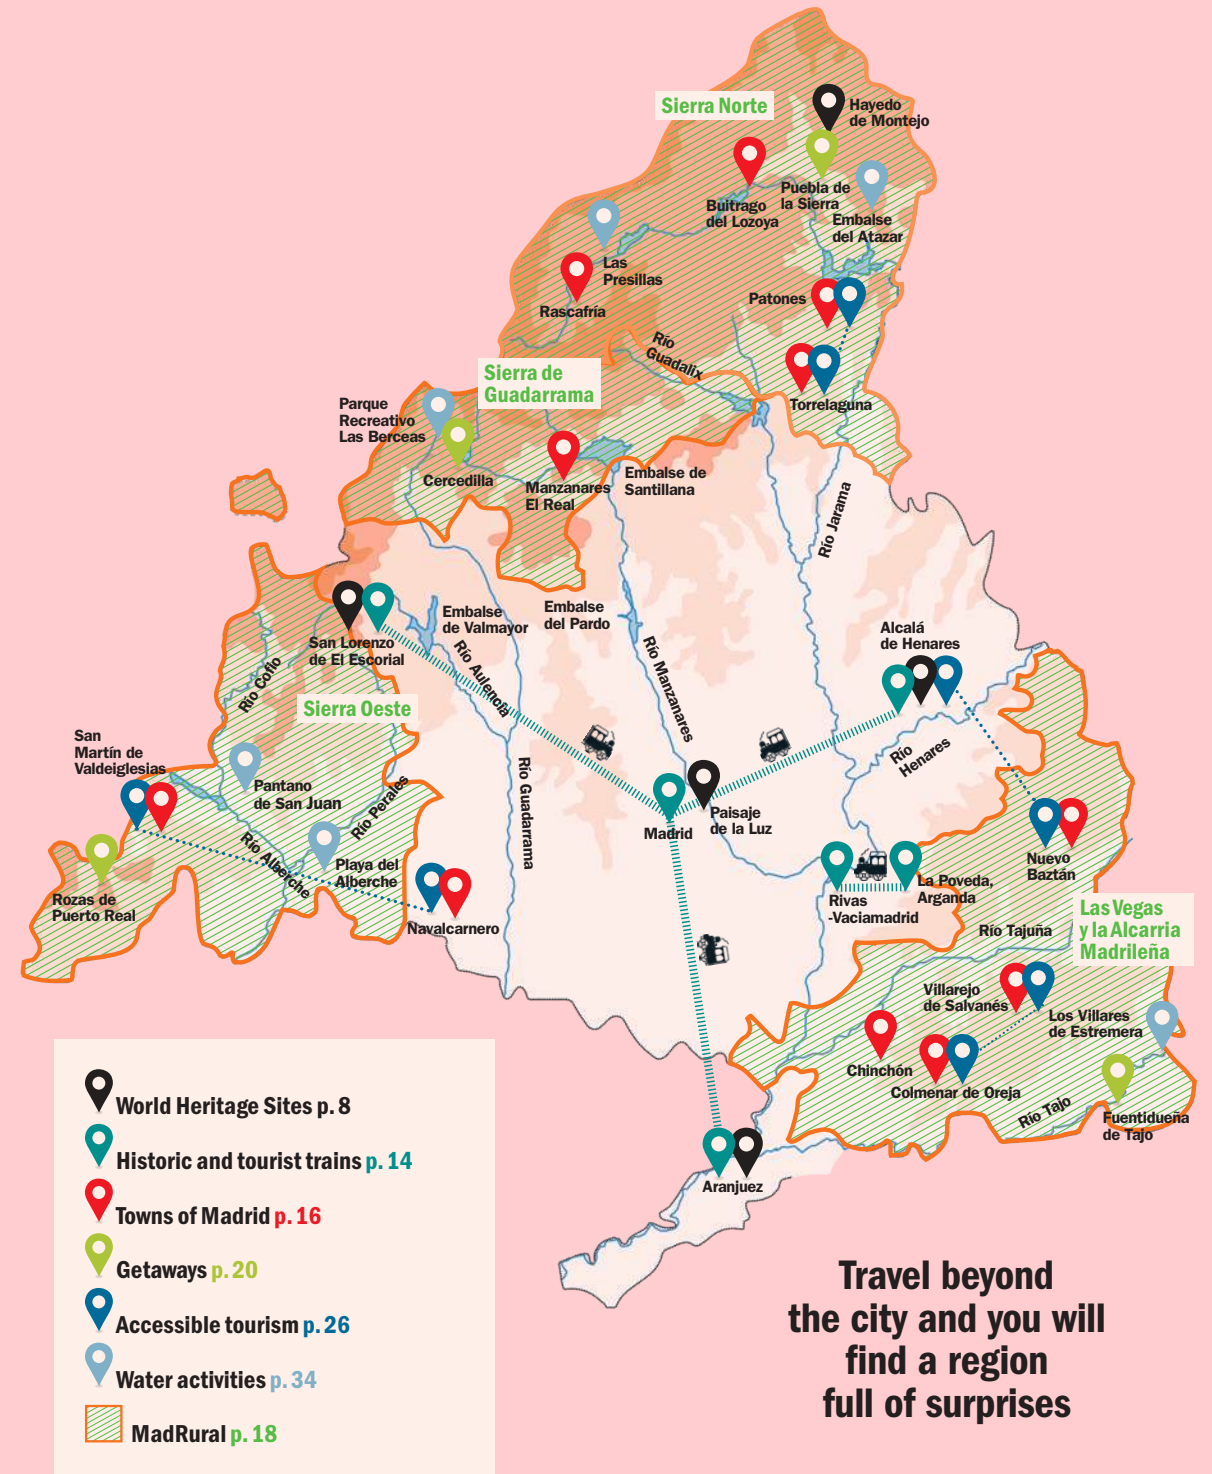 Sierra Norte
Hayedo
de Montejo
Puebla de
la Sierra
Buitrago
del Lozoya
Embalse
del Atazar
Las
Presillas
Rascafría
Patones
Río
Guadalix
Torrelaguna
Sierra de
Guadarrama
Parque
Recreativo
Las Berceas
Cercedilla
Manzanares
El Real
Embalse de
Santillana
Río Jarama
Embalse
de Valmayor
Embalse
del Pardo
San Lorenzo
de El Escorial
Río Aulencia
Río Manzanares
Alcalá
de Henares
Río Cofio
Sierra Oeste
San
Martín de
Valdeiglesias
Pantano
de San Juan
Río Perales
Río Guadarrama
Río
Henares
Madrid
Paisaje
de la Luz
Río Alberche
Playa del
Alberche
Rozas de
Puerto Real
Navalcarnero
Rivas
-Vaciamadrid
La Poveda,
Arganda
Nuevo
Baztán
Las Vegas
y la Alcarria
Madrileña
Río Tajuña
Villarejo
de Salvanés
Los Villares
de Estremera
Chinchón
Colmenar de Oreja
Río Tajo
Fuentidueña
de Tajo
Aranjuez
World Heritage Sites p. 8
Historic and tourist trains p. 14
Towns of Madrid p. 16
Getaways p. 20
Accessible tourism p. 26
Water activities p. 34
MadRural p. 18
Travel beyond
the city and you will
find a region
full of surprises